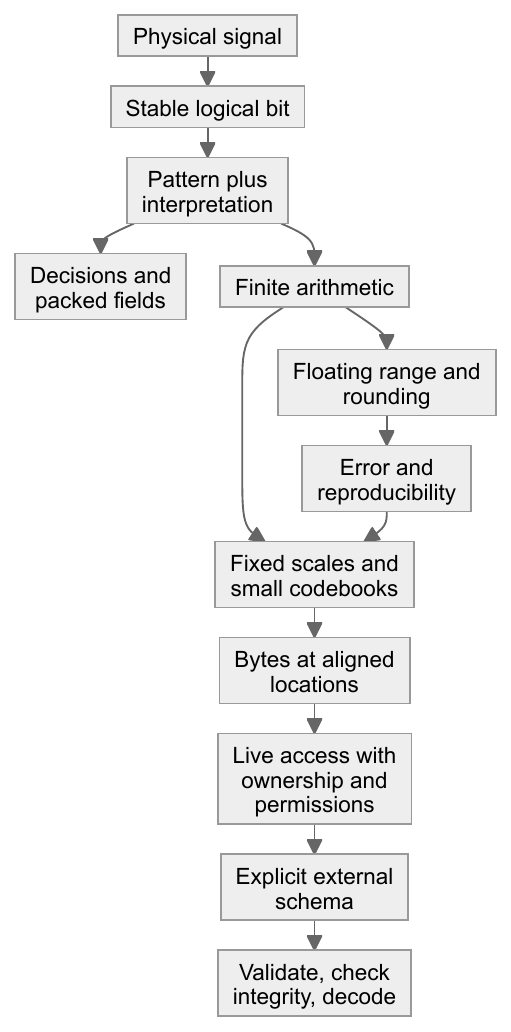 Physical signal
Stable logical bit
Pattern plus
interpretation
Decisions and
packed fields
Finite arithmetic
Floating range and
rounding
Error and
reproducibility
Fixed scales and
small codebooks
Bytes at aligned
locations
Live access with
ownership and
permissions
Explicit external
schema
Validate, check
integrity, decode